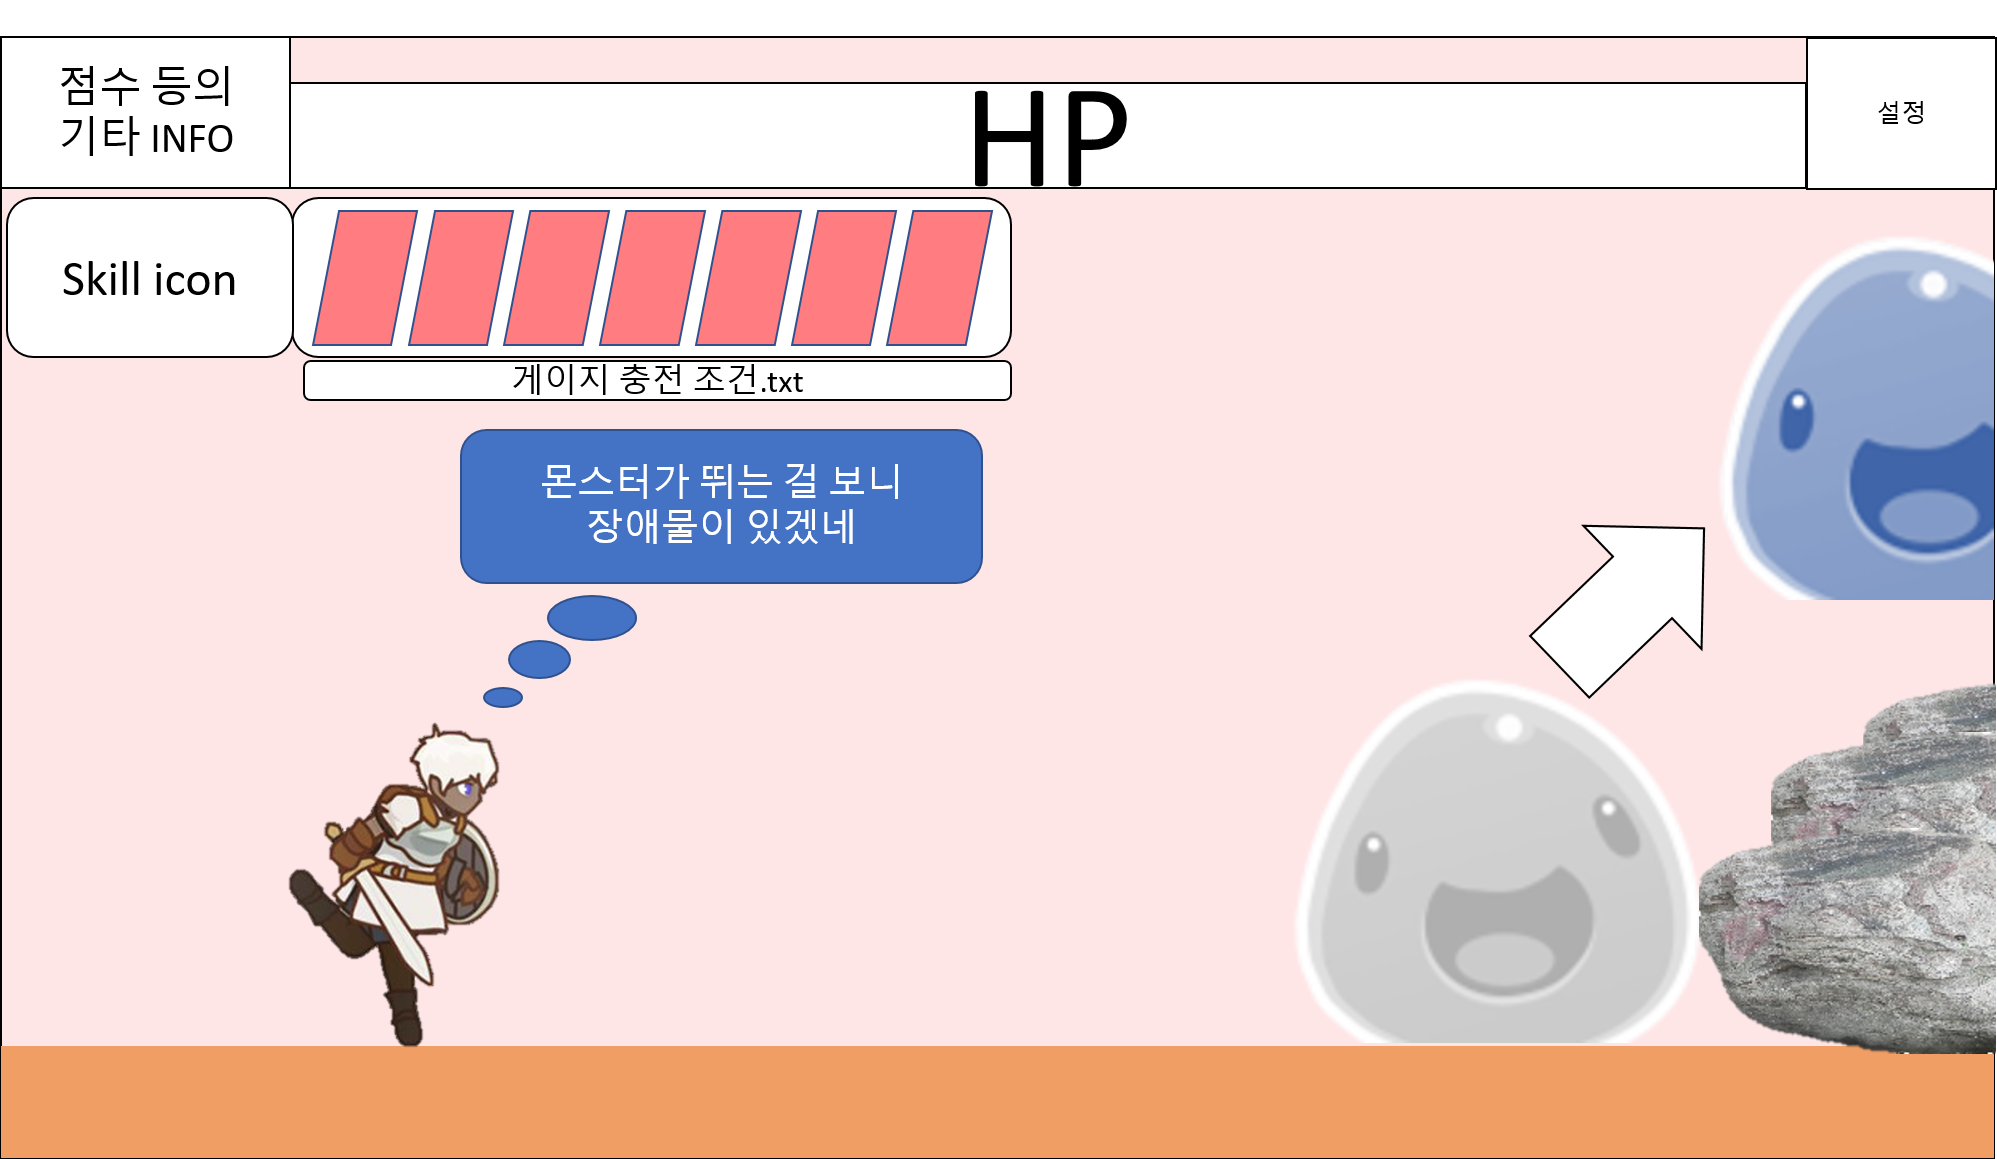 점수 등의
기타 INFO
HP
설정
Skill icon
게이지 충전 조건.txt
몬스터가 뛰는 걸 보니
장애물이 있겠네